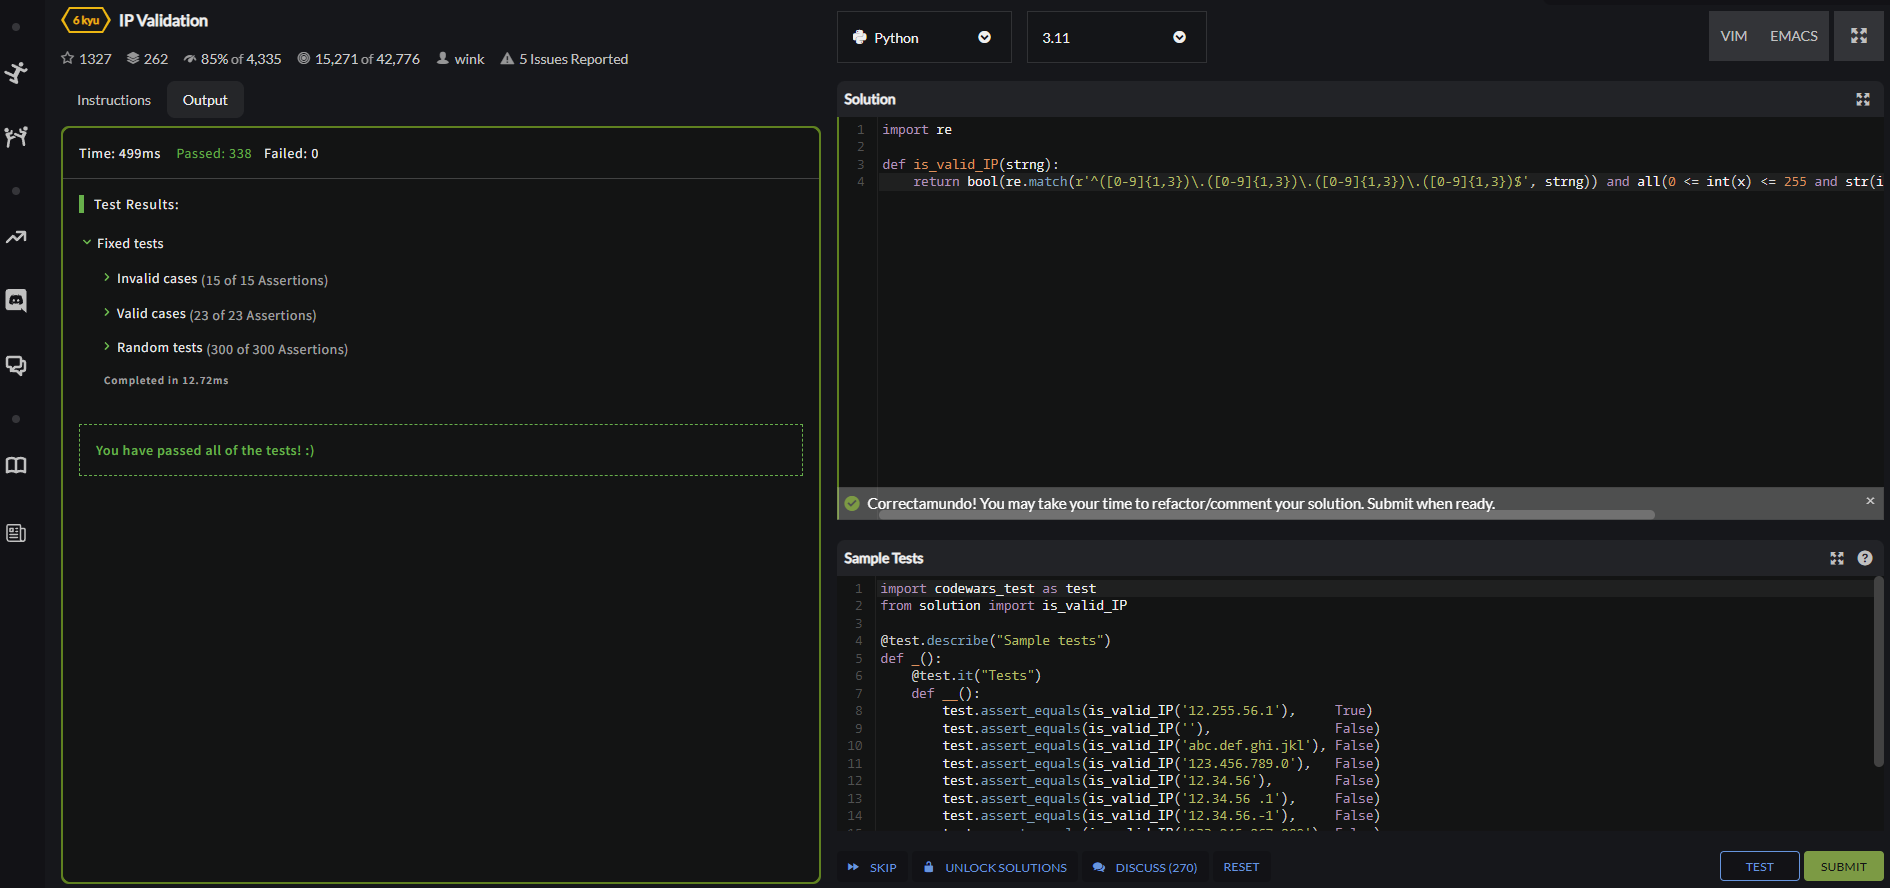 6 kyu IP Validation
1327 262 85% of 4,335 15,271 of 42,776 wink 5 Issues Reported
Instructions Output
Time: 499ms Passed: 338 Failed: 0
Test Results:
Fixed tests
Invalid cases (15 of 15 Assertions)
Valid cases (23 of 23 Assertions)
Random tests (300 of 300 Assertions)
Completed in 12.72ms
You have passed all of the tests! :)
Python 3.11 VIM EMACS
Solution
1 import re
2
3 def is_valid_IP(strng):
4 return bool(re.match(r'^([0-9]{1,3})\.([0-9]{1,3})\.([0-9]{1,3})\.([0-9]{1,3})$', strng)) and all(0 <= int(x) <= 255 and str(i
Correctamundo! You may take your time to refactor/comment your solution. Submit when ready.
Sample Tests
1 import codewars_test as test
2 from solution import is_valid_IP
3
4 @test.describe("Sample tests")
5 def _():
6 @test.it("Tests")
7 def __():
8 test.assert_equals(is_valid_IP('12.255.56.1'), True)
9 test.assert_equals(is_valid_IP(''), False)
10 test.assert_equals(is_valid_IP('abc.def.ghi.jkl'), False)
11 test.assert_equals(is_valid_IP('123.456.789.0'), False)
12 test.assert_equals(is_valid_IP('12.34.56'), False)
13 test.assert_equals(is_valid_IP('12.34.56 .1'), False)
14 test.assert_equals(is_valid_IP('12.34.56.-1'), False)
SKIP UNLOCK SOLUTIONS DISCUSS (270) RESET TEST SUBMIT